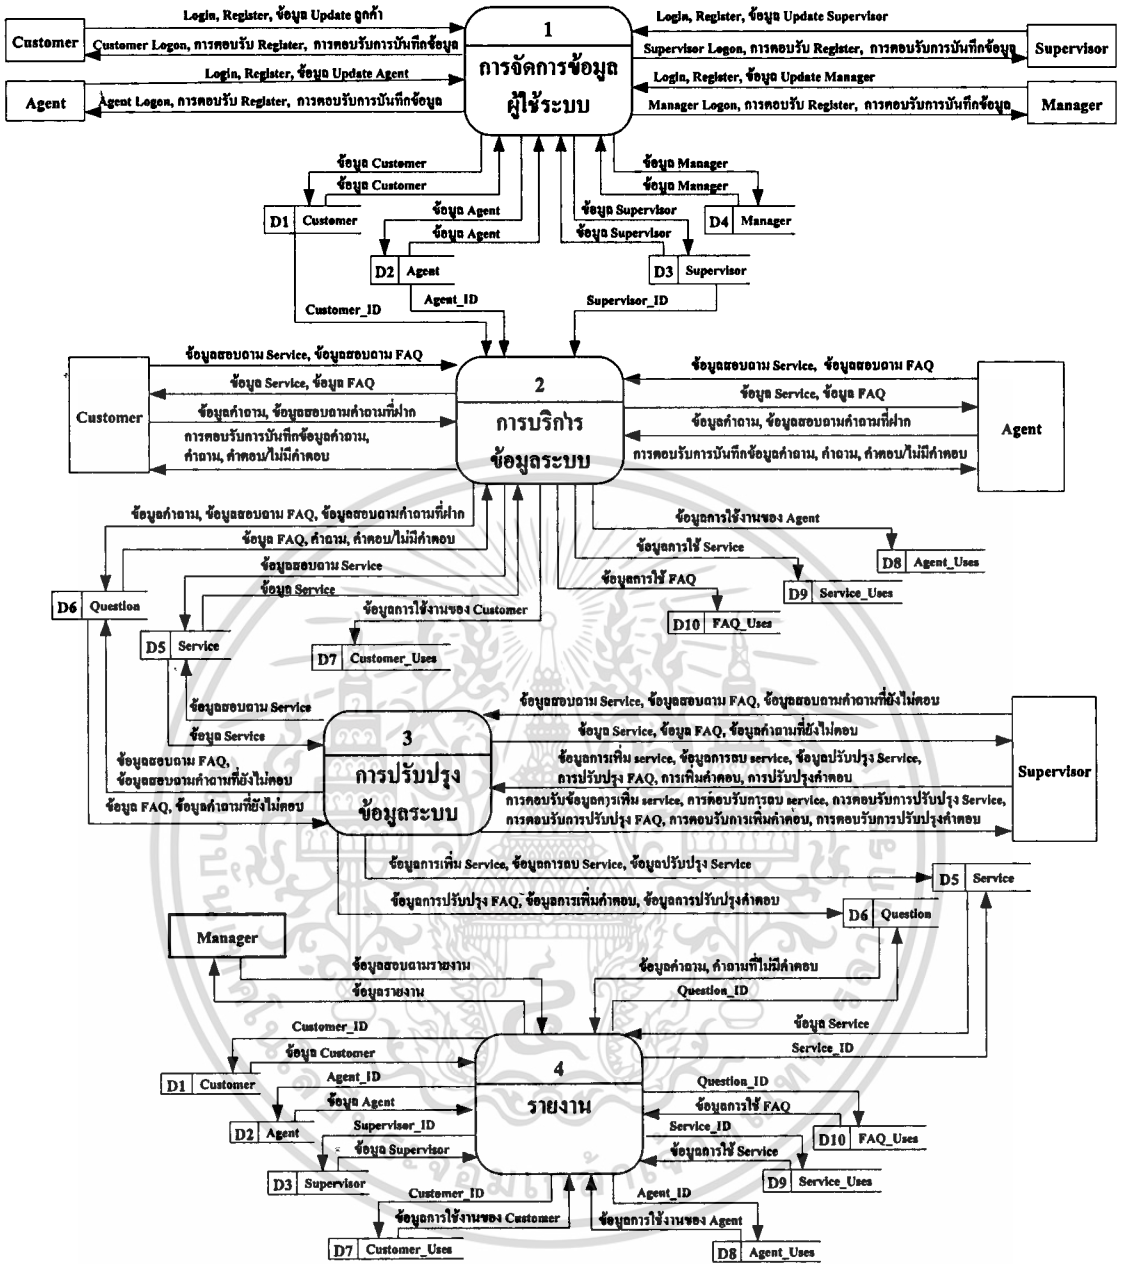 Login, Register, ข้อมูล Update ลูกค้า
Customer
Customer Logon, การตอบรับ Register, การตอบรับการบันทึกข้อมูล
Login, Register, ข้อมูล Update Agent
Agent
Agent Logon, การตอบรับ Register, การตอบรับการบันทึกข้อมูล
1
การจัดการข้อมูล
ผู้ใช้ระบบ
Login, Register, ข้อมูล Update Supervisor
Supervisor
Supervisor Logon, การตอบรับ Register, การตอบรับการบันทึกข้อมูล
Login, Register, ข้อมูล Update Manager
Manager
Manager Logon, การตอบรับ Register, การตอบรับการบันทึกข้อมูล
ข้อมูล Customer
ข้อมูล Customer
D1 Customer
ข้อมูล Agent
ข้อมูล Agent
D2 Agent
ข้อมูล Supervisor
ข้อมูล Supervisor
D3 Supervisor
ข้อมูล Manager
ข้อมูล Manager
D4 Manager
Customer_ID
Agent_ID
Supervisor_ID
Customer
ข้อมูลสอบถาม Service, ข้อมูลสอบถาม FAQ
ข้อมูล Service, ข้อมูล FAQ
ข้อมูลคำถาม, ข้อมูลสอบถามคำถามที่ฝาก
การตอบรับการบันทึกข้อมูลคำถาม,
คำถาม, คำตอบ/ไม่มีคำตอบ
2
การบริการ
ข้อมูลระบบ
ข้อมูลสอบถาม Service, ข้อมูลสอบถาม FAQ
ข้อมูล Service, ข้อมูล FAQ
ข้อมูลคำถาม, ข้อมูลสอบถามคำถามที่ฝาก
การตอบรับการบันทึกข้อมูลคำถาม, คำถาม, คำตอบ/ไม่มีคำตอบ
Agent
ข้อมูลคำถาม, ข้อมูลสอบถาม FAQ, ข้อมูลสอบถามคำถามที่ฝาก
ข้อมูล FAQ, คำถาม, คำตอบ/ไม่มีคำตอบ
D6 Question
ข้อมูลสอบถาม Service
ข้อมูล Service
D5 Service
ข้อมูลการใช้งานของ Customer
D7 Customer_Uses
ข้อมูลการใช้งานของ Agent
D8 Agent_Uses
ข้อมูลการใช้ Service
D9 Service_Uses
ข้อมูลการใช้ FAQ
D10 FAQ_Uses
ข้อมูลสอบถาม Service
ข้อมูล Service
ข้อมูลสอบถาม FAQ,
ข้อมูลสอบถามคำถามที่ยังไม่ตอบ
ข้อมูล FAQ, ข้อมูลคำถามที่ยังไม่ตอบ
3
การปรับปรุง
ข้อมูลระบบ
ข้อมูลสอบถาม Service, ข้อมูลสอบถาม FAQ, ข้อมูลสอบถามคำถามที่ยังไม่ตอบ
ข้อมูล Service, ข้อมูล FAQ, ข้อมูลคำถามที่ยังไม่ตอบ
ข้อมูลการเพิ่ม service, ข้อมูลการลบ service, ข้อมูลปรับปรุง Service,
การปรับปรุง FAQ, การเพิ่มคำตอบ, การปรับปรุงคำตอบ
การตอบรับข้อมูลการเพิ่ม service, การตอบรับการลบ service, การตอบรับการปรับปรุง Service,
การตอบรับการปรับปรุง FAQ, การตอบรับการเพิ่มคำตอบ, การตอบรับการปรับปรุงคำตอบ
Supervisor
ข้อมูลการเพิ่ม Service, ข้อมูลการลบ Service, ข้อมูลปรับปรุง Service
D5 Service
ข้อมูลการปรับปรุง FAQ, ข้อมูลการเพิ่มคำตอบ, ข้อมูลการปรับปรุงคำตอบ
D6 Question
Manager
ข้อมูลสอบถามรายงาน
ข้อมูลรายงาน
ข้อมูลคำถาม, คำถามที่ไม่มีคำตอบ
Question_ID
ข้อมูล Service
Service_ID
4
รายงาน
Customer_ID
ข้อมูล Customer
D1 Customer
Agent_ID
ข้อมูล Agent
D2 Agent
Supervisor_ID
ข้อมูล Supervisor
D3 Supervisor
Customer_ID
ข้อมูลการใช้งานของ Customer
D7 Customer_Uses
Question_ID
ข้อมูลการใช้ FAQ
D10 FAQ_Uses
Service_ID
ข้อมูลการใช้ Service
D9 Service_Uses
Agent_ID
ข้อมูลการใช้งานของ Agent
D8 Agent_Uses